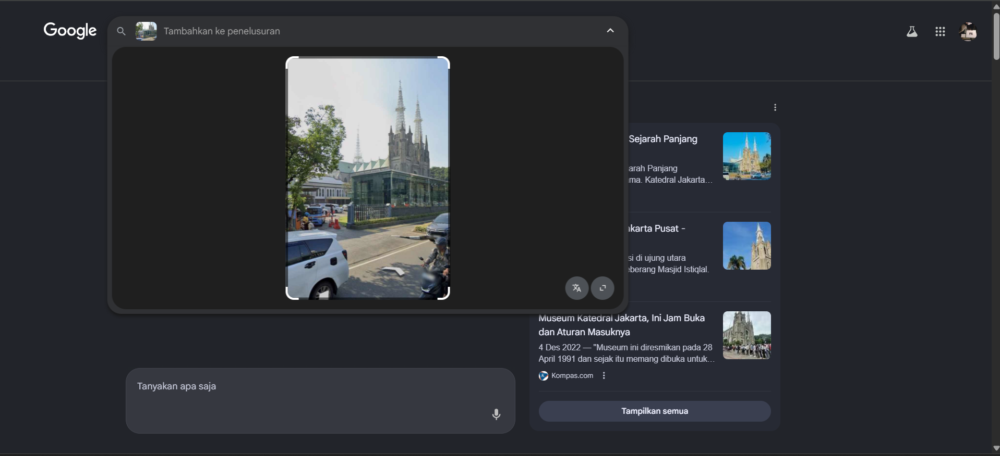 Google
Tambahkan ke penelusuran
Sejarah Panjang
arah Panjang
ma. Katedral Jakarta...
akarta Pusat -
si di ujung utara
eberang Masjid Istiqlal.
Museum Katedral Jakarta, Ini Jam Buka
dan Aturan Masuknya
4 Des 2022 — "Museum ini diresmikan pada 28
April 1991 dan sejak itu memang dibuka untuk...
Kompas.com
Tampilkan semua
Tanyakan apa saja